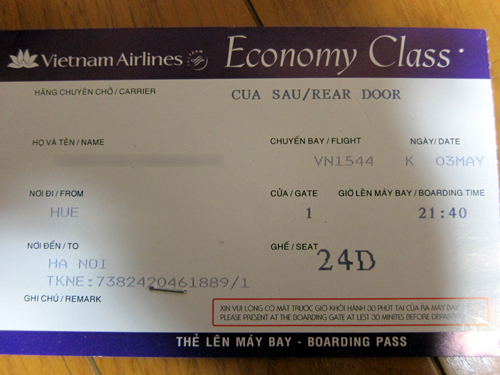 Vietnam Airlines Economy Class
HÃNG CHUYÊN CHỞ / CARRIER CUA SAU/REAR DOOR
HỌ VÀ TÊN / NAME CHUYẾN BAY / FLIGHT NGÀY/ DATE
VN1544 K 03MAY
NƠI ĐI / FROM CỬA / GATE GIỜ LÊN MÁY BAY / BOARDING TIME
HUE 1 21:40
NƠI ĐẾN / TO GHẾ / SEAT
HA NOI 24D
TKNE:7382420461889/1
GHI CHÚ / REMARK
XIN VUI LÒNG CÓ MẶT TRƯỚC GIỜ KHỞI HÀNH 30 PHÚT TẠI CỬA RA MÁY BAY
PLEASE PRESENT AT THE BOARDING GATE AT LEST 30 MINITES BEFORE
THẺ LÊN MÁY BAY - BOARDING PASS